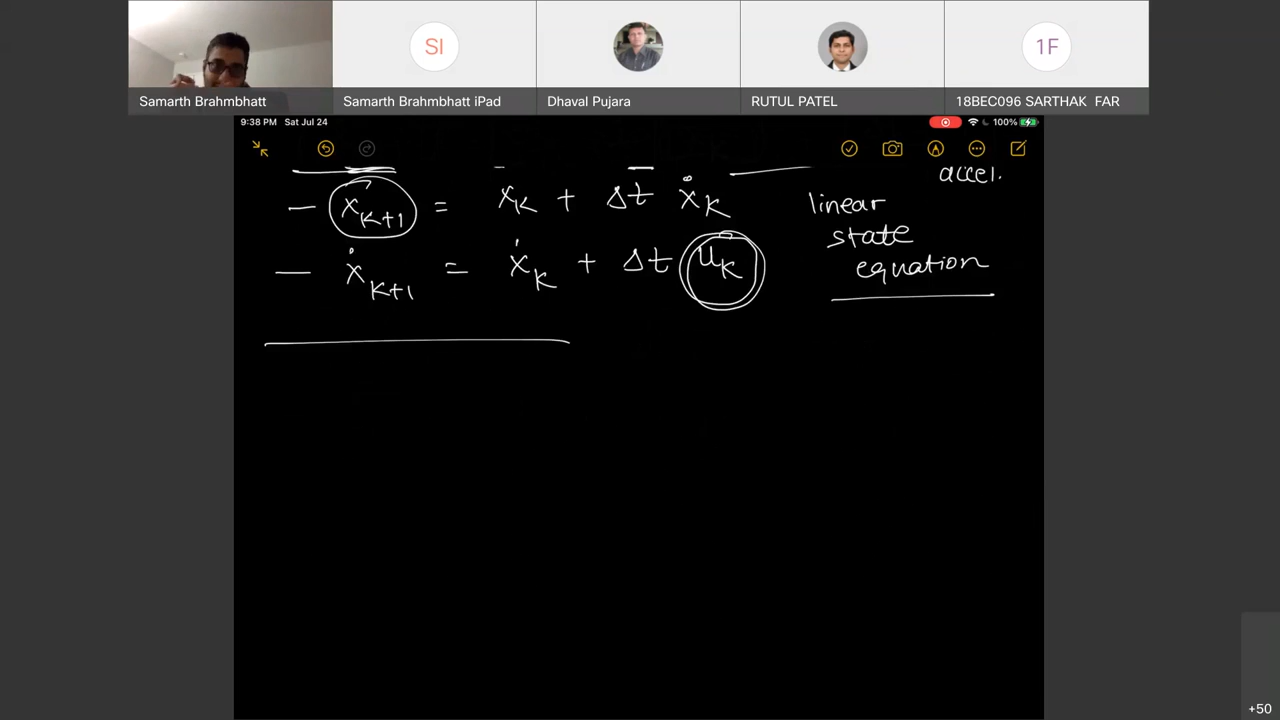 SI
1F
Samarth Brahmbhatt
Samarth Brahmbhatt iPad
Dhaval Pujara
RUTUL PATEL
18BEC096 SARTHAK FAR
9:38 PM Sat Jul 24
100%
accel.
— x_{k+1} = x_k + Δt ẋ_k
linear
state
equation
— ẋ_{k+1} = ẋ_k + Δt u_k
+50